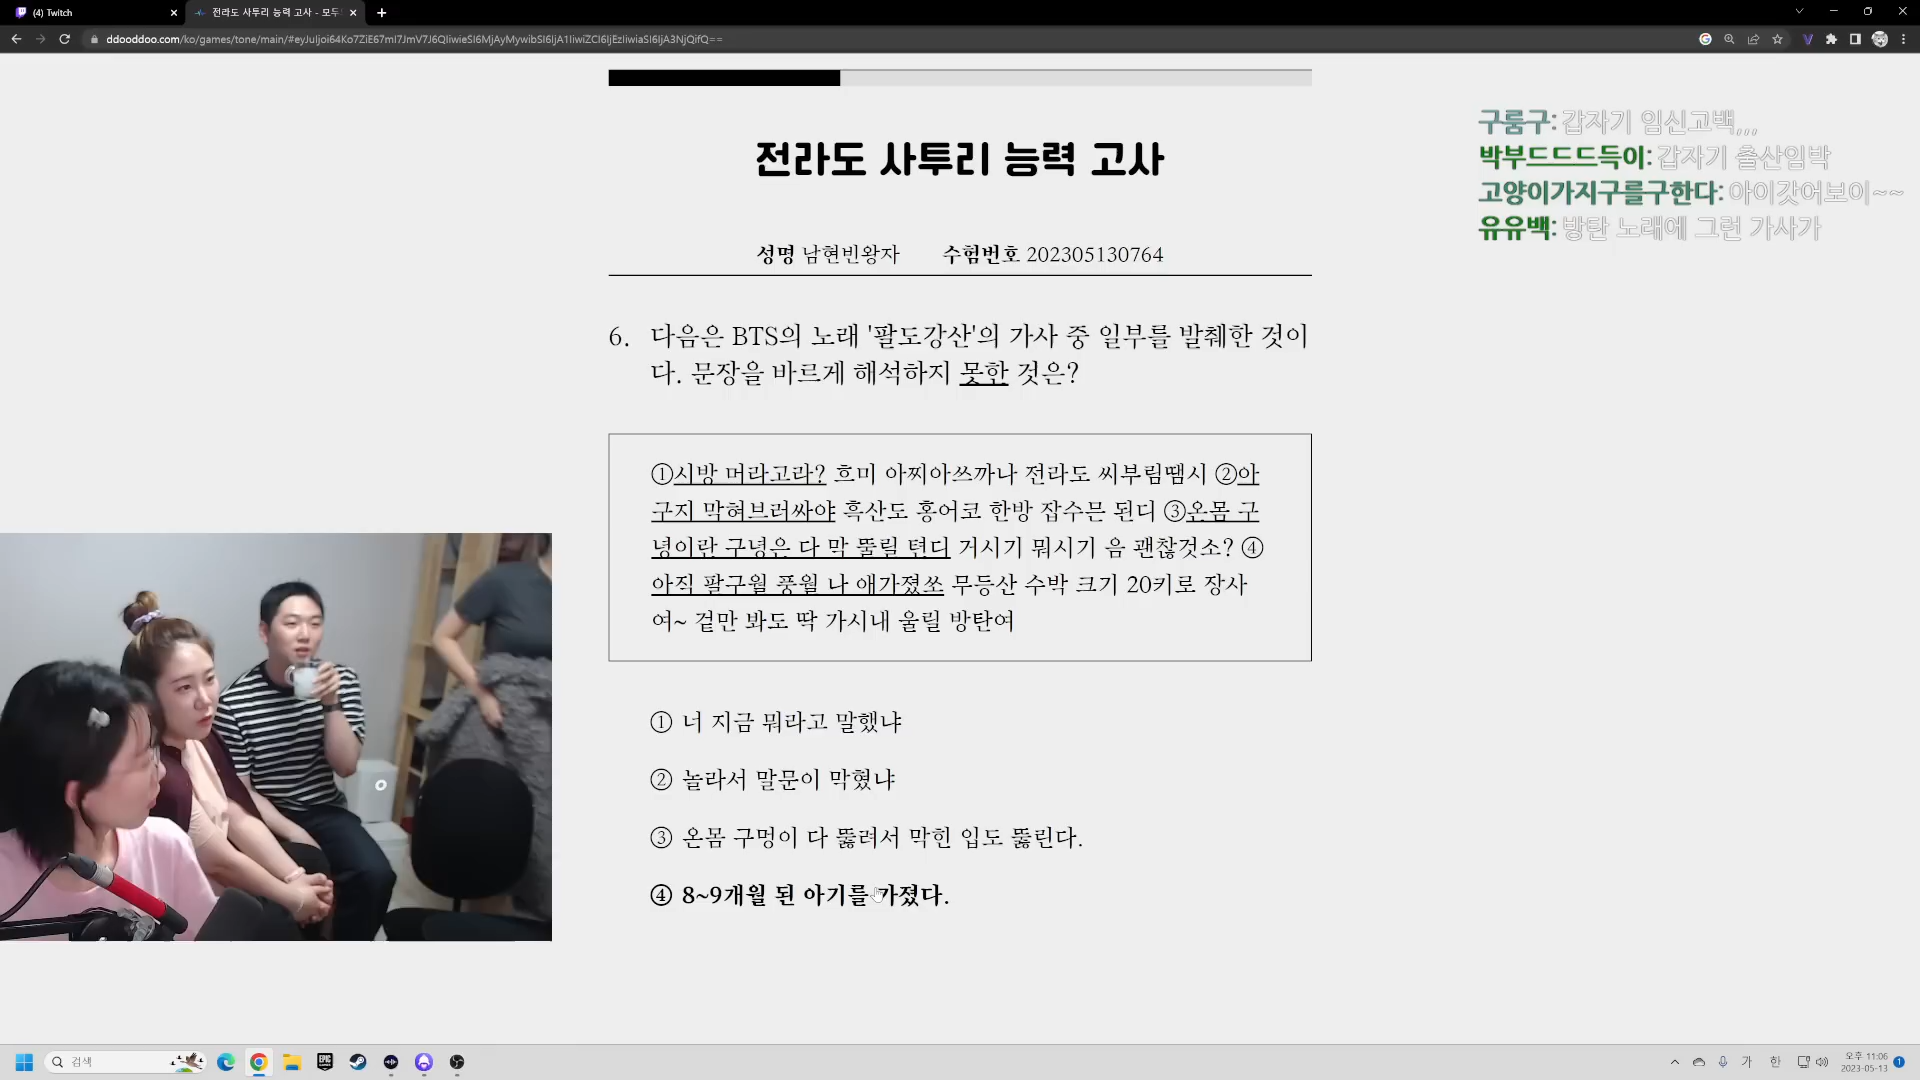 (4) Twitch
전라도 사투리 능력 고사 - 모두
ddooddoo.com/ko/games/tone/main/#eyJuIjoi64Ko7ZiE67mI7JmV7J6QIiwieSI6MjAyMywibSI6IjA1IiwiZCI6IjEzIiwiaSI6IjA3NjQifQ==
전라도 사투리 능력 고사
성명 남현빈왕자 수험번호 202305130764
6. 다음은 BTS의 노래 '팔도강산'의 가사 중 일부를 발췌한 것이
다. 문장을 바르게 해석하지 못한 것은?
①시방 머라고라? 흐미 아찌아쓰까나 전라도 씨부림땜시 ②아
구지 막혀브러싸야 흑산도 홍어코 한방 잡수믄 된디 ③온몸 구
녕이란 구녕은 다 막 뚫릴 텬디 거시기 뭐시기 음 괜찮것소? ④
아직 팔구월 풍월 나 애가졌쏘 무등산 수박 크기 20키로 장사
여~ 겉만 봐도 딱 가시내 울릴 방탄여
① 너 지금 뭐라고 말했냐
② 놀라서 말문이 막혔냐
③ 온몸 구멍이 다 뚫려서 막힌 입도 뚫린다.
④ 8~9개월 된 아기를 가졌다.
구룸구: 갑자기 임신고백,,,
박부드드드득이: 갑자기 출산임박
고양이가지구를구한다: 아이갓어보이~~
유유백: 방탄 노래에 그런 가사가
검색
EPIC
가
한
오후 11:06
2023-05-13
1